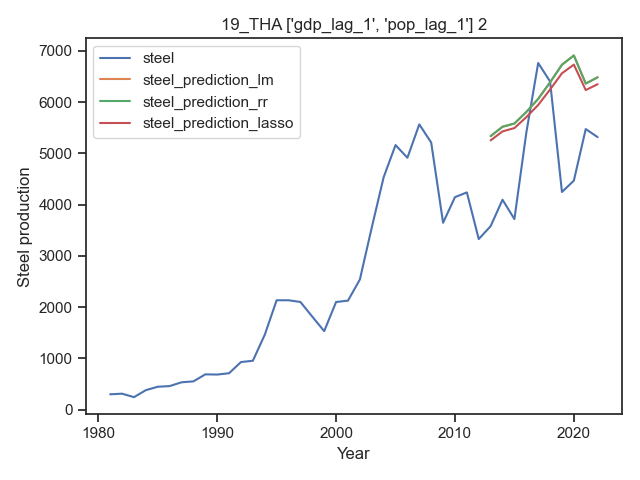 19_THA ['gdp_lag_1', 'pop_lag_1'] 2
steel
steel_prediction_lm
steel_prediction_rr
steel_prediction_lasso
Steel production
7000
6000
5000
4000
3000
2000
1000
0
1980
1990
2000
2010
2020
Year